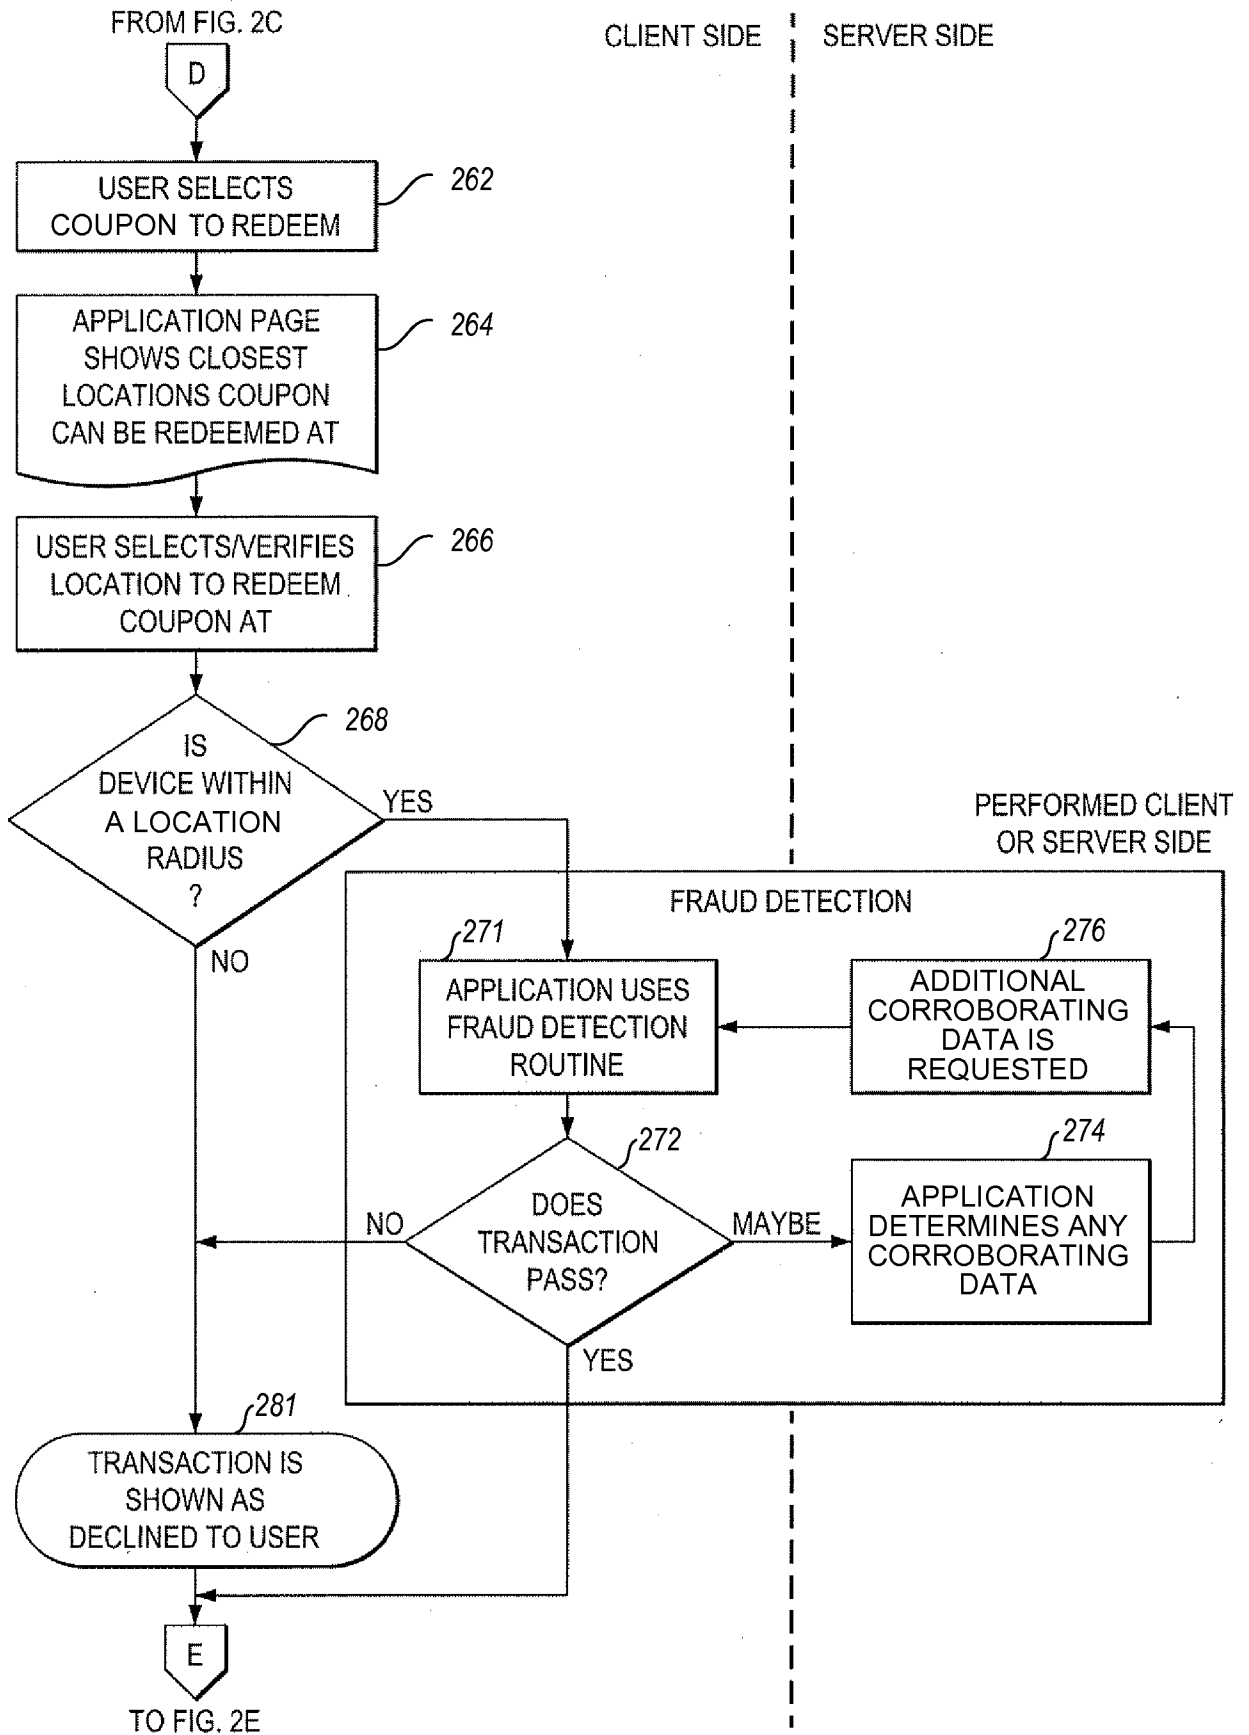 FROM FIG. 2C
CLIENT SIDE
SERVER SIDE
D
USER SELECTS
COUPON TO REDEEM
262
APPLICATION PAGE
SHOWS CLOSEST
LOCATIONS COUPON
CAN BE REDEEMED AT
264
USER SELECTS/VERIFIES
LOCATION TO REDEEM
COUPON AT
266
IS
DEVICE WITHIN
A LOCATION
RADIUS
?
268
YES
NO
PERFORMED CLIENT
OR SERVER SIDE
FRAUD DETECTION
271
APPLICATION USES
FRAUD DETECTION
ROUTINE
276
ADDITIONAL
CORROBORATING
DATA IS
REQUESTED
272
DOES
TRANSACTION
PASS?
NO
MAYBE
YES
274
APPLICATION
DETERMINES ANY
CORROBORATING
DATA
281
TRANSACTION IS
SHOWN AS
DECLINED TO USER
E
TO FIG. 2E